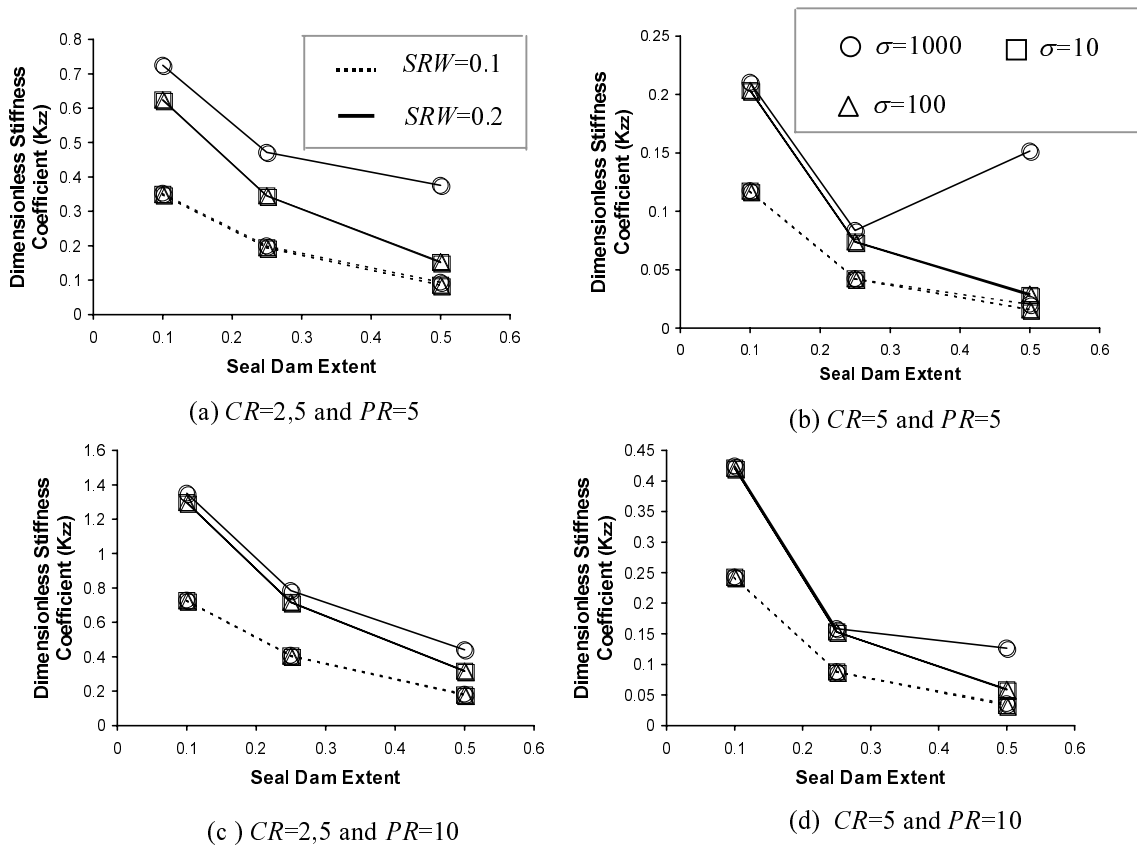 0.8
0.7
0.6
0.5
0.4
0.3
0.2
0.1
0
Dimensionless Stiffness
Coefficient (Kzz)
SRW=0.1
SRW=0.2
0 0.1 0.2 0.3 0.4 0.5 0.6
Seal Dam Extent
(a) CR=2,5 and PR=5
0.25
0.2
0.15
0.1
0.05
0
Dimensionless Stiffness
Coefficient (Kzz)
σ=1000 σ=10
σ=100
0 0.1 0.2 0.3 0.4 0.5 0.6
Seal Dam Extent
(b) CR=5 and PR=5
1.6
1.4
1.2
1
0.8
0.6
0.4
0.2
0
Dimensionless Stiffness
Coefficient (Kzz)
0 0.1 0.2 0.3 0.4 0.5 0.6
Seal Dam Extent
(c ) CR=2,5 and PR=10
0.45
0.4
0.35
0.3
0.25
0.2
0.15
0.1
0.05
0
Dimensionless Stiffness
Coefficient (Kzz)
0 0.1 0.2 0.3 0.4 0.5 0.6
Seal Dam Extent
(d) CR=5 and PR=10